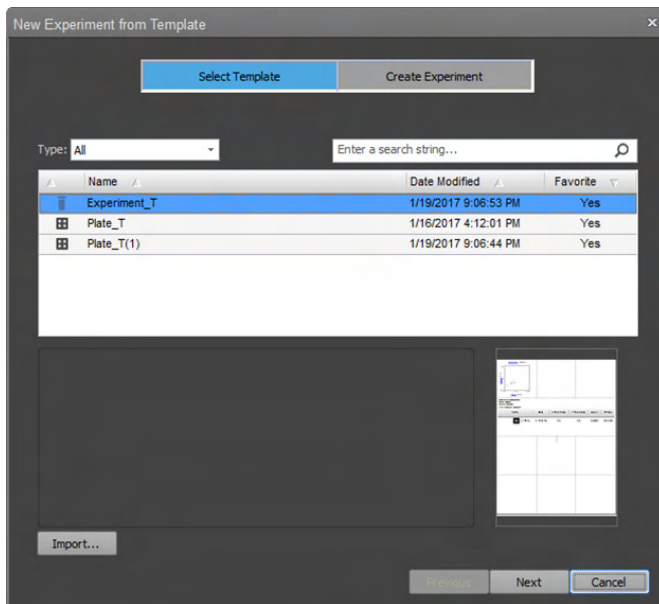 New Experiment from Template
Select Template Create Experiment
Type: All Enter a search string...
Name Date Modified Favorite
Experiment_T 1/19/2017 9:06:53 PM Yes
Plate_T 1/16/2017 4:12:01 PM Yes
Plate_T(1) 1/19/2017 9:06:44 PM Yes
Import...
Previous Next Cancel